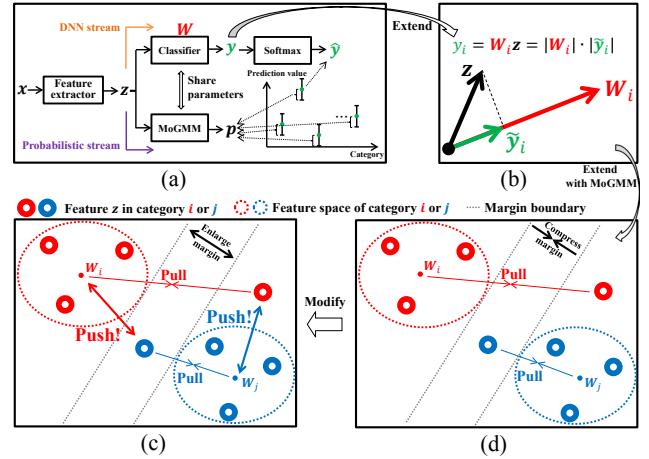 DNN stream
W
Classifier
y
Softmax
ŷ
x
Feature extractor
z
Share parameters
Prediction value
...
MoGMM
p
Probabilistic stream
Category
(a)
Extend
y_i = W_i z = |W_i| · |ỹ_i|
z
W_i
ỹ_i
(b)
Extend
with MoGMM
Feature z in category i or j
Feature space of category i or j
Margin boundary
Enlarge
margin
W_i
Pull
Push!
Push!
Pull
W_j
(c)
Modify
Compress
margin
W_i
Pull
Pull
W_j
(d)